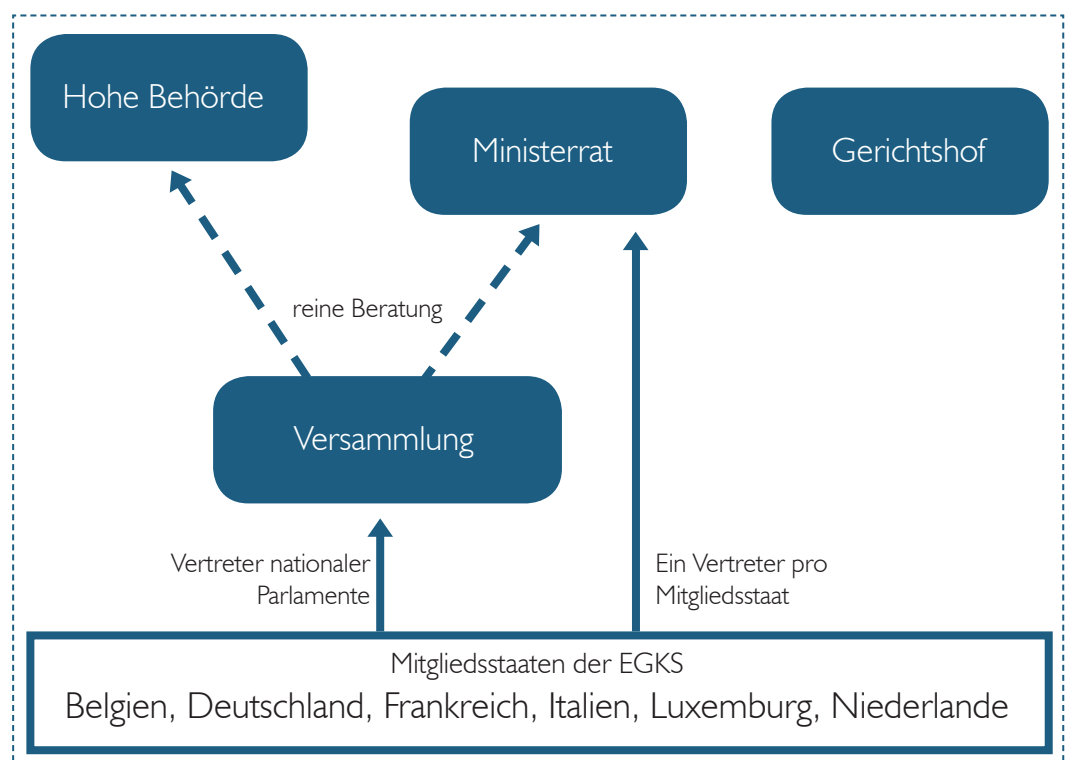 Hohe Behörde
Ministerrat
Gerichtshof
reine Beratung
Versammlung
Vertreter nationaler
Parlamente
Ein Vertreter pro
Mitgliedsstaat
Mitgliedsstaaten der EGKS
Belgien, Deutschland, Frankreich, Italien, Luxemburg, Niederlande